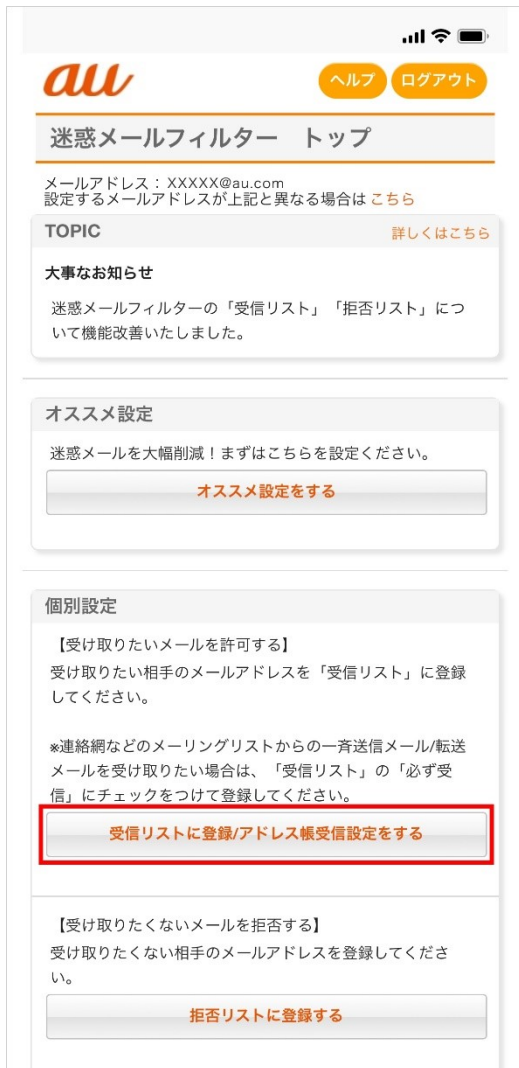 au
ヘルプ ログアウト
迷惑メールフィルター　トップ
メールアドレス：XXXXX@au.com
設定するメールアドレスが上記と異なる場合は こちら
TOPIC 詳しくはこちら
大事なお知らせ
迷惑メールフィルターの「受信リスト」「拒否リスト」につ
いて機能改善いたしました。
オススメ設定
迷惑メールを大幅削減！まずはこちらを設定ください。
オススメ設定をする
個別設定
【受け取りたいメールを許可する】
受け取りたい相手のメールアドレスを「受信リスト」に登録
してください。
※連絡網などのメーリングリストからの一斉送信メール/転送
メールを受け取りたい場合は、「受信リスト」の「必ず受
信」にチェックをつけて登録してください。
受信リストに登録/アドレス帳受信設定をする
【受け取りたくないメールを拒否する】
受け取りたくない相手のメールアドレスを登録してくださ
い。
拒否リストに登録する